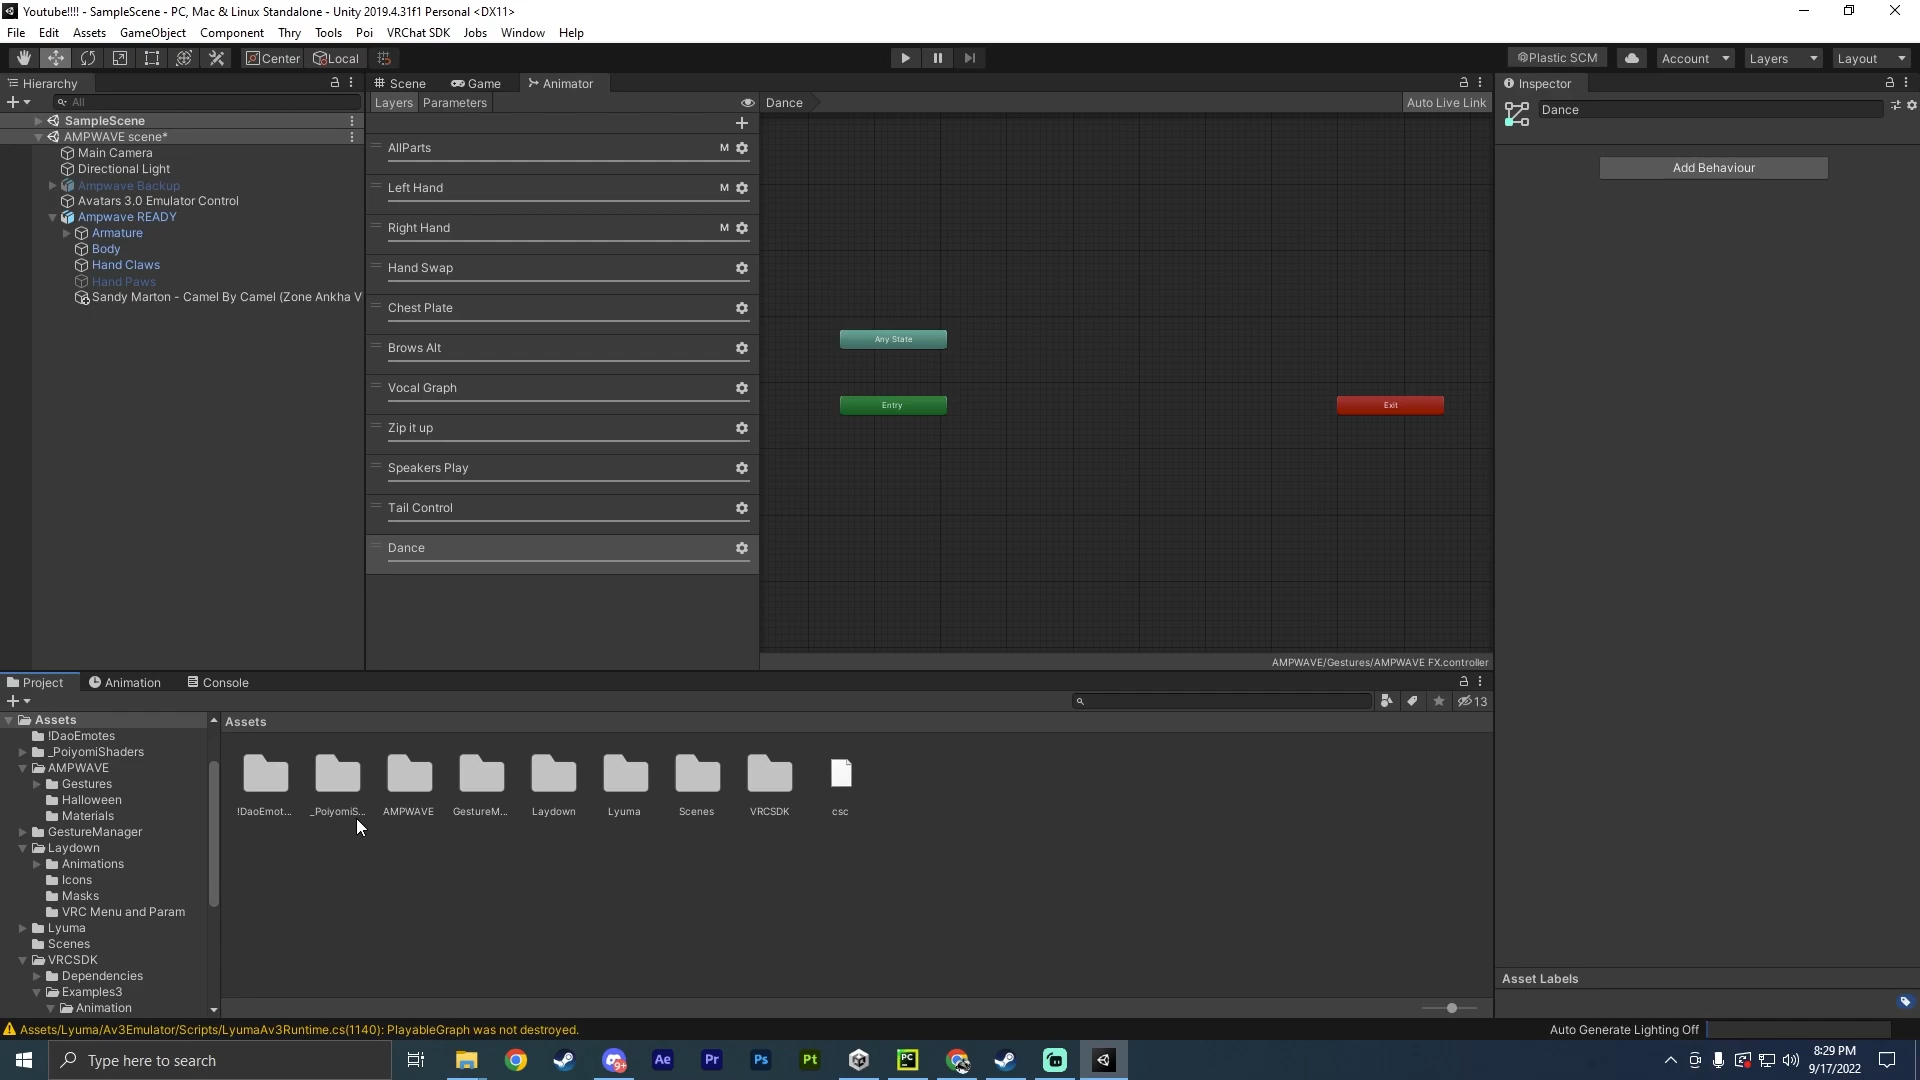 Youtube!!!! - SampleScene - PC, Mac & Linux Standalone - Unity 2019.4.31f1 Personal <DX11>
File Edit Assets GameObject Component Thry Tools Poi VRChat SDK Jobs Window Help
Center Local Plastic SCM Account Layers Layout
Hierarchy
All
SampleScene
AMPWAVE scene*
Main Camera
Directional Light
Ampwave Backup
Avatars 3.0 Emulator Control
Ampwave READY
Armature
Body
Hand Claws
Hand Paws
Sandy Marton - Camel By Camel (Zone Ankha V
Scene Game Animator
Layers Parameters Dance Auto Live Link
AllParts M
Left Hand M
Right Hand M
Hand Swap
Chest Plate
Brows Alt
Vocal Graph
Zip it up
Speakers Play
Tail Control
Dance
Any State
Entry
Exit
AMPWAVE/Gestures/AMPWAVE FX.controller
Inspector
Dance
Add Behaviour
Asset Labels
Project Animation Console
13
Assets
!DaoEmotes
_PoiyomiShaders
AMPWAVE
Gestures
Halloween
Materials
GestureManager
Laydown
Animations
Icons
Masks
VRC Menu and Param
Lyuma
Scenes
VRCSDK
Dependencies
Examples3
Animation
Assets
!DaoEmot... _PoiyomiS... AMPWAVE GestureM... Laydown Lyuma Scenes VRCSDK csc
Assets/Lyuma/Av3Emulator/Scripts/LyumaAv3Runtime.cs(1140): PlayableGraph was not destroyed.
Auto Generate Lighting Off
Type here to search
9+
Ae Pr Ps Pt PC
8:29 PM
9/17/2022